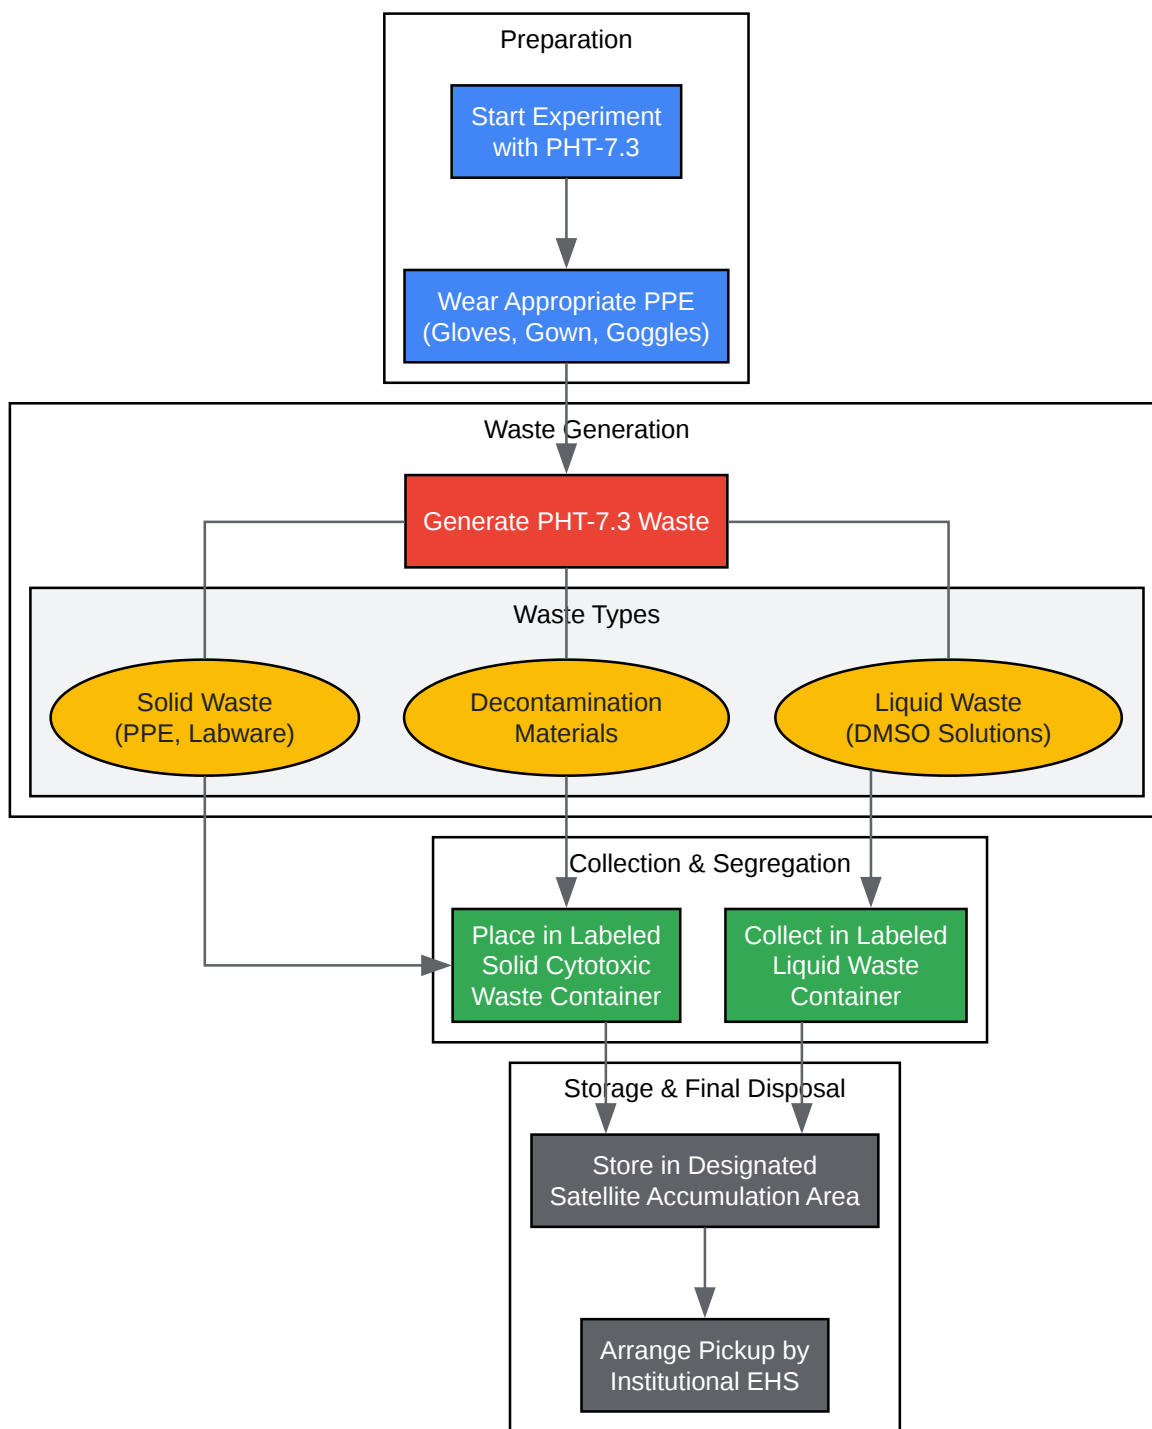 Preparation
Start Experiment
with PHT-7.3
Wear Appropriate PPE
(Gloves, Gown, Goggles)
Waste Generation
Generate PHT-7.3 Waste
Waste Types
Solid Waste
(PPE, Labware)
Decontamination
Materials
Liquid Waste
(DMSO Solutions)
Collection & Segregation
Place in Labeled
Solid Cytotoxic
Waste Container
Collect in Labeled
Liquid Waste
Container
Storage & Final Disposal
Store in Designated
Satellite Accumulation Area
Arrange Pickup by
Institutional EHS